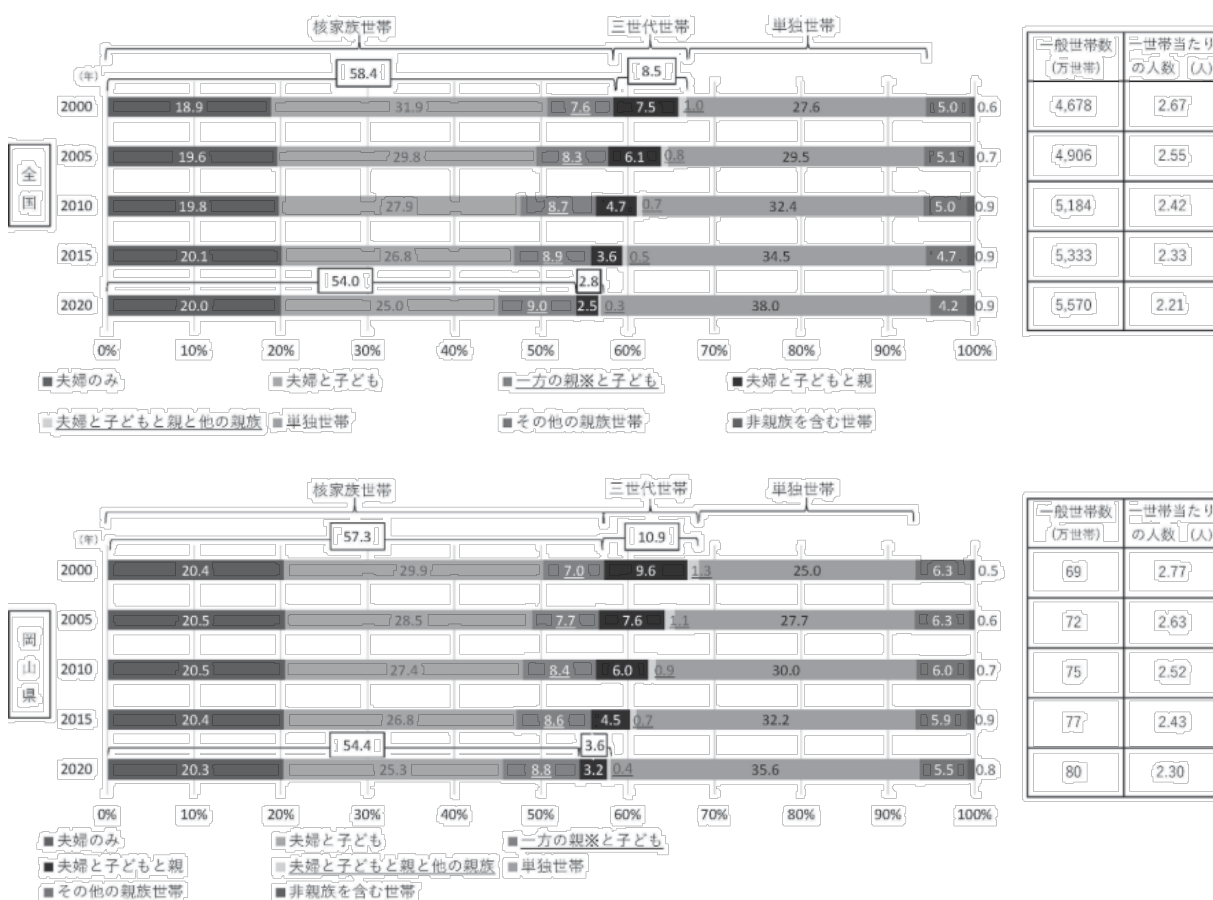 核家族世帯 三世代世帯 単独世帯
一般世帯数 一世帯当たり
(万世帯) の人数 (人)
(年) 58.4 8.5
2000 18.9 31.9 7.6 7.5 1.0 27.6 5.0 0.6 4,678 2.67
2005 19.6 29.8 8.3 6.1 0.8 29.5 5.1 0.7 4,906 2.55
全国
2010 19.8 27.9 8.7 4.7 0.7 32.4 5.0 0.9 5,184 2.42
2015 20.1 26.8 8.9 3.6 0.5 34.5 4.7 0.9 5,333 2.33
54.0 2.8
2020 20.0 25.0 9.0 2.5 0.3 38.0 4.2 0.9 5,570 2.21
0% 10% 20% 30% 40% 50% 60% 70% 80% 90% 100%
■夫婦のみ ■夫婦と子ども ■一方の親※と子ども ■夫婦と子どもと親
■夫婦と子どもと親と他の親族 ■単独世帯 ■その他の親族世帯 ■非親族を含む世帯
核家族世帯 三世代世帯 単独世帯
一般世帯数 一世帯当たり
(万世帯) の人数 (人)
(年) 57.3 10.9
2000 20.4 29.9 7.0 9.6 1.3 25.0 6.3 0.5 69 2.77
2005 20.5 28.5 7.7 7.6 1.1 27.7 6.3 0.6 72 2.63
岡山県
2010 20.5 27.4 8.4 6.0 0.9 30.0 6.0 0.7 75 2.52
2015 20.4 26.8 8.6 4.5 0.7 32.2 5.9 0.9 77 2.43
54.4 3.6
2020 20.3 25.3 8.8 3.2 0.4 35.6 5.5 0.8 80 2.30
0% 10% 20% 30% 40% 50% 60% 70% 80% 90% 100%
■夫婦のみ ■夫婦と子ども ■一方の親※と子ども
■夫婦と子どもと親 ■夫婦と子どもと親と他の親族 ■単独世帯
■その他の親族世帯 ■非親族を含む世帯